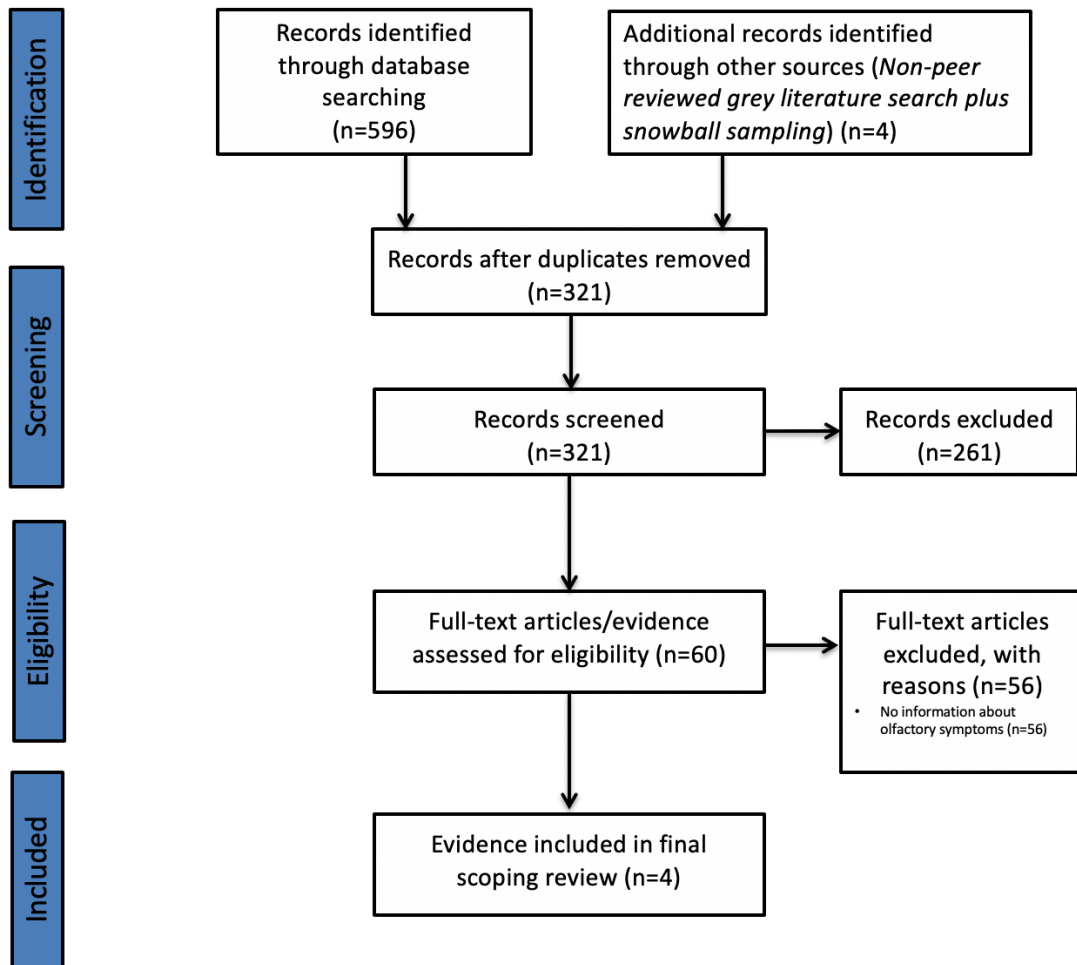 Identification
Records identified
through database
searching
(n=596)
Additional records identified
through other sources (Non-peer
reviewed grey literature search plus
snowball sampling) (n=4)
Records after duplicates removed
(n=321)
Screening
Records screened
(n=321)
Records excluded
(n=261)
Eligibility
Full-text articles/evidence
assessed for eligibility (n=60)
Full-text articles
excluded, with
reasons (n=56)
• No information about
olfactory symptoms (n=56)
Included
Evidence included in final
scoping review (n=4)